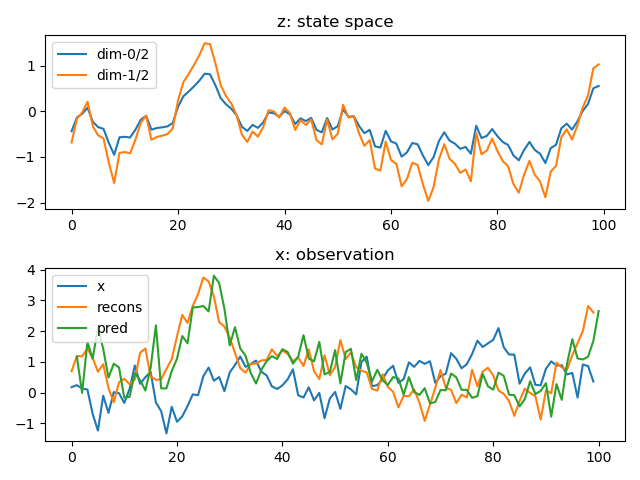 z: state space
dim-0/2
dim-1/2
1
0
−1
−2
0 20 40 60 80 100
x: observation
x
recons
pred
4
3
2
1
0
−1
0 20 40 60 80 100